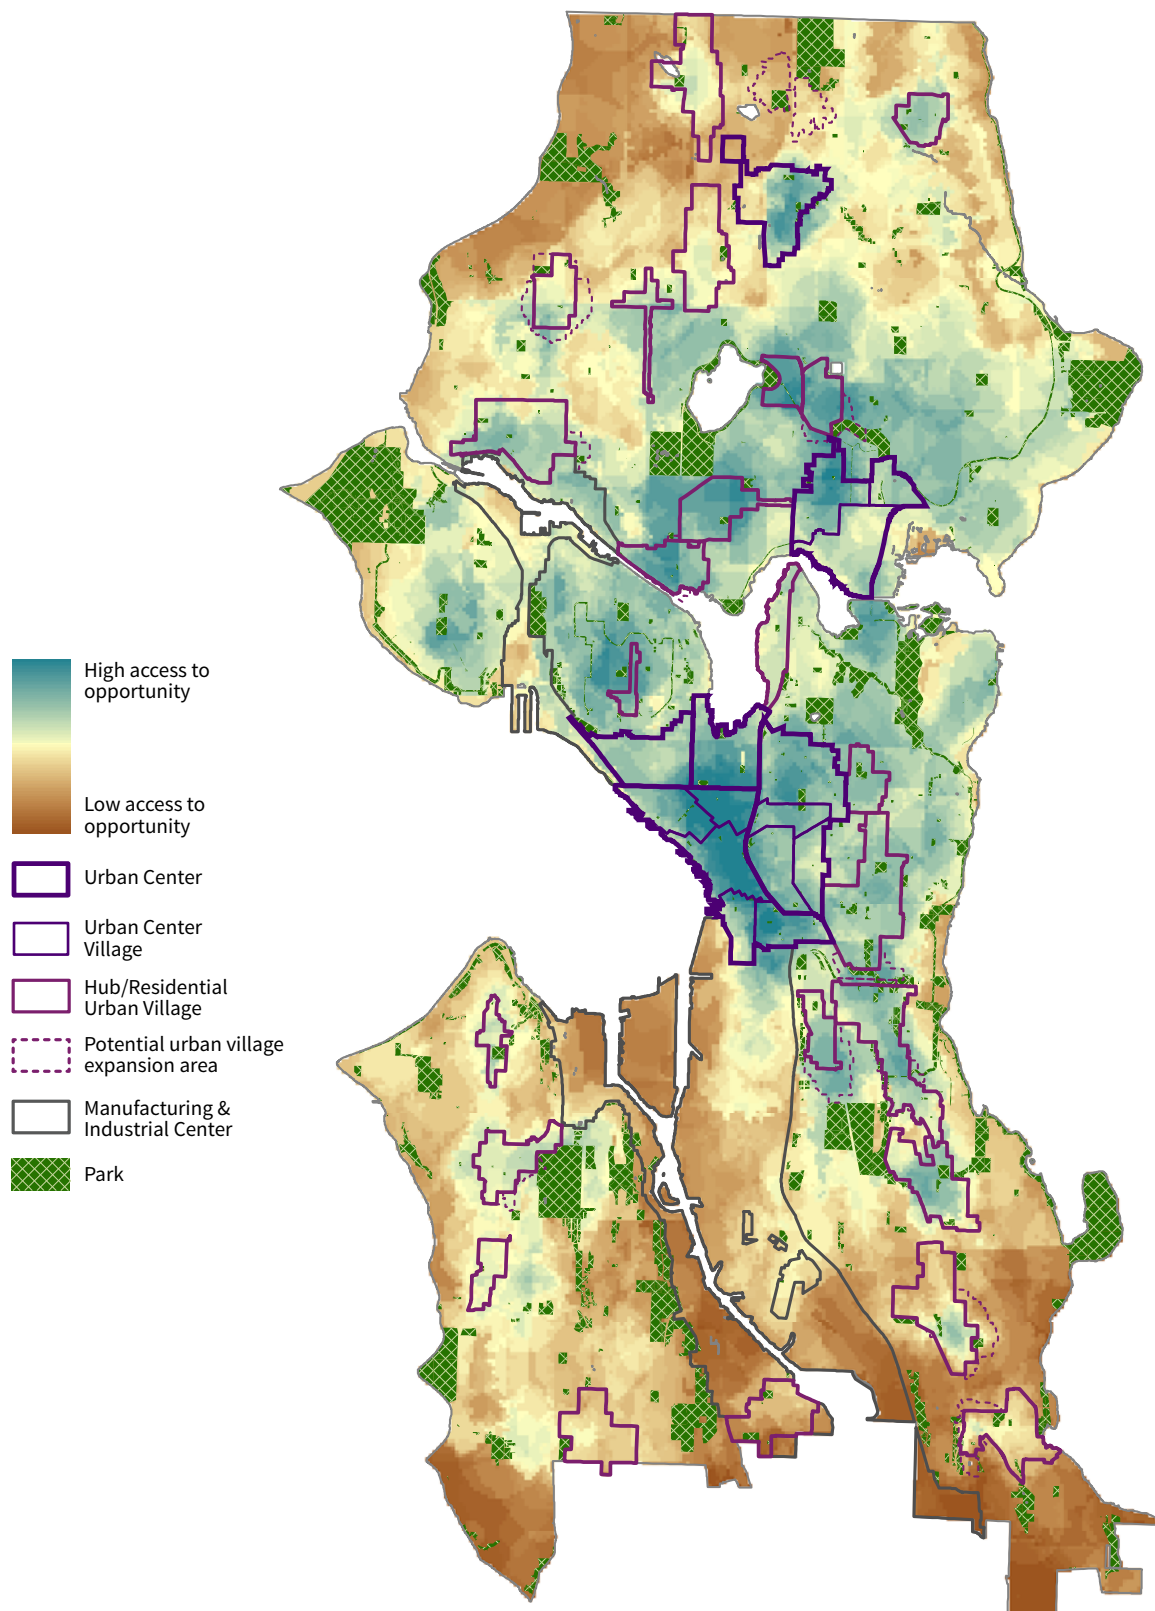 High access to
opportunity
Low access to
opportunity
Urban Center
Urban Center
Village
Hub/Residential
Urban Village
Potential urban village
expansion area
Manufacturing &
Industrial Center
Park